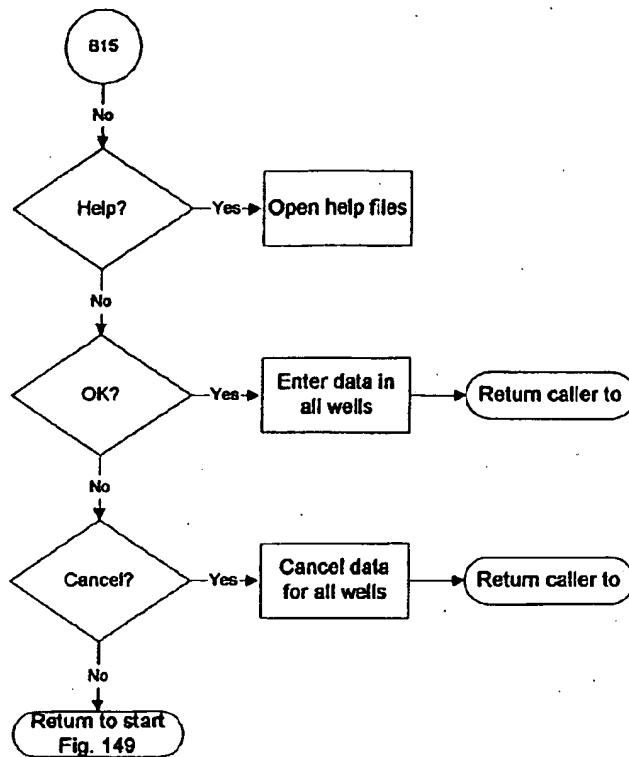 B15
No
Help?
Yes
Open help files
No
OK?
Yes
Enter data in
all wells
Return caller to
No
Cancel?
Yes
Cancel data
for all wells
Return caller to
No
Return to start
Fig. 149